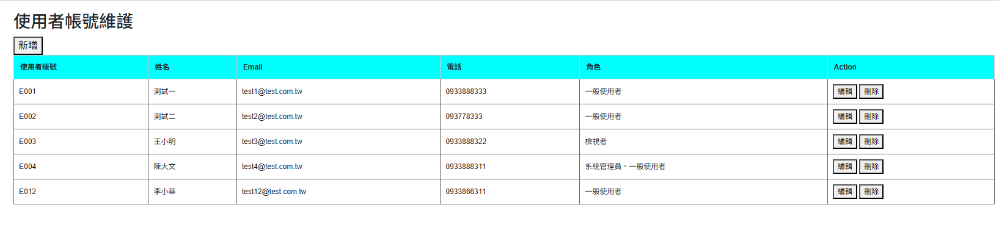 使用者帳號維護
新增
使用者帳號 姓名 Email 電話 角色 Action
E001 測試一 test1@test.com.tw 0933888333 一般使用者 編輯 刪除
E002 測試二 test2@test.com.tw 093778333 一般使用者 編輯 刪除
E003 王小明 test3@test.com.tw 0933888322 檢視者 編輯 刪除
E004 陳大文 test4@test.com.tw 0933888311 系統管理員、一般使用者 編輯 刪除
E012 李小華 test12@test.com.tw 0933866311 一般使用者 編輯 刪除